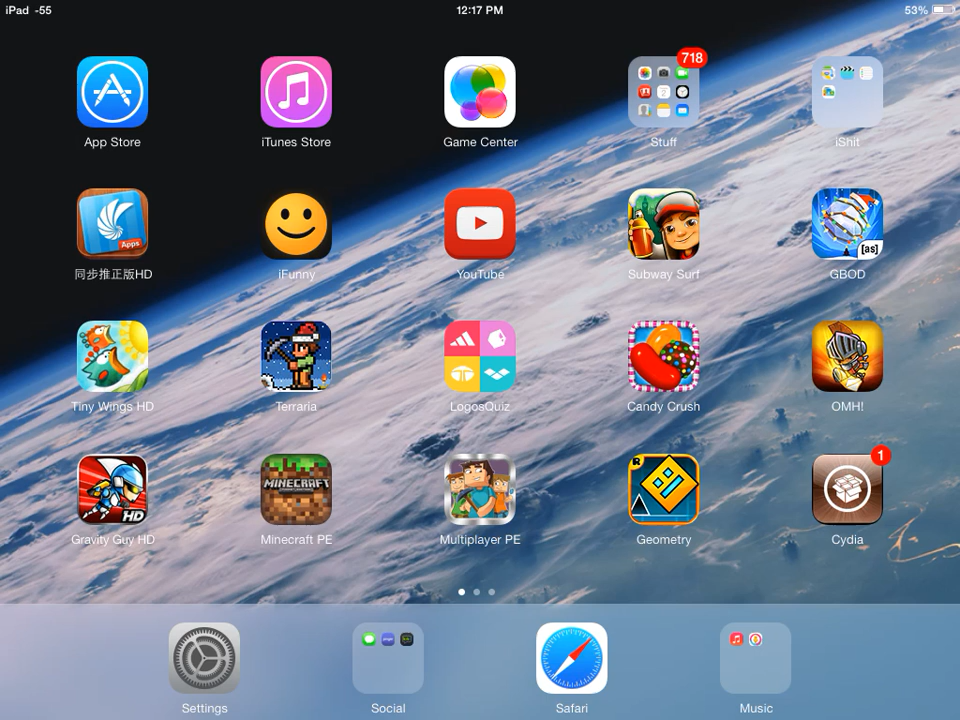 iPad -55 12:17 PM 53%
718
App Store iTunes Store Game Center Stuff iShit
Apps
[as]
同步推正版HD iFunny YouTube Subway Surf GBOD
Tiny Wings HD Terraria LogosQuiz Candy Crush OMH!
1
R
MINECRAFT
HD
Gravity Guy HD Minecraft PE Multiplayer PE Geometry Cydia
Settings Social Safari Music